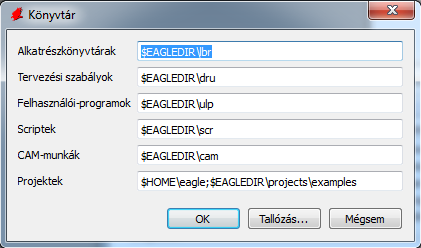 Könyvtár
Alkatrészkönyvtárak $EAGLEDIR\lbr
Tervezési szabályok $EAGLEDIR\dru
Felhasználói-programok $EAGLEDIR\ulp
Scriptek $EAGLEDIR\scr
CAM-munkák $EAGLEDIR\cam
Projektek $HOME\eagle;$EAGLEDIR\projects\examples
OK Tallózás... Mégsem